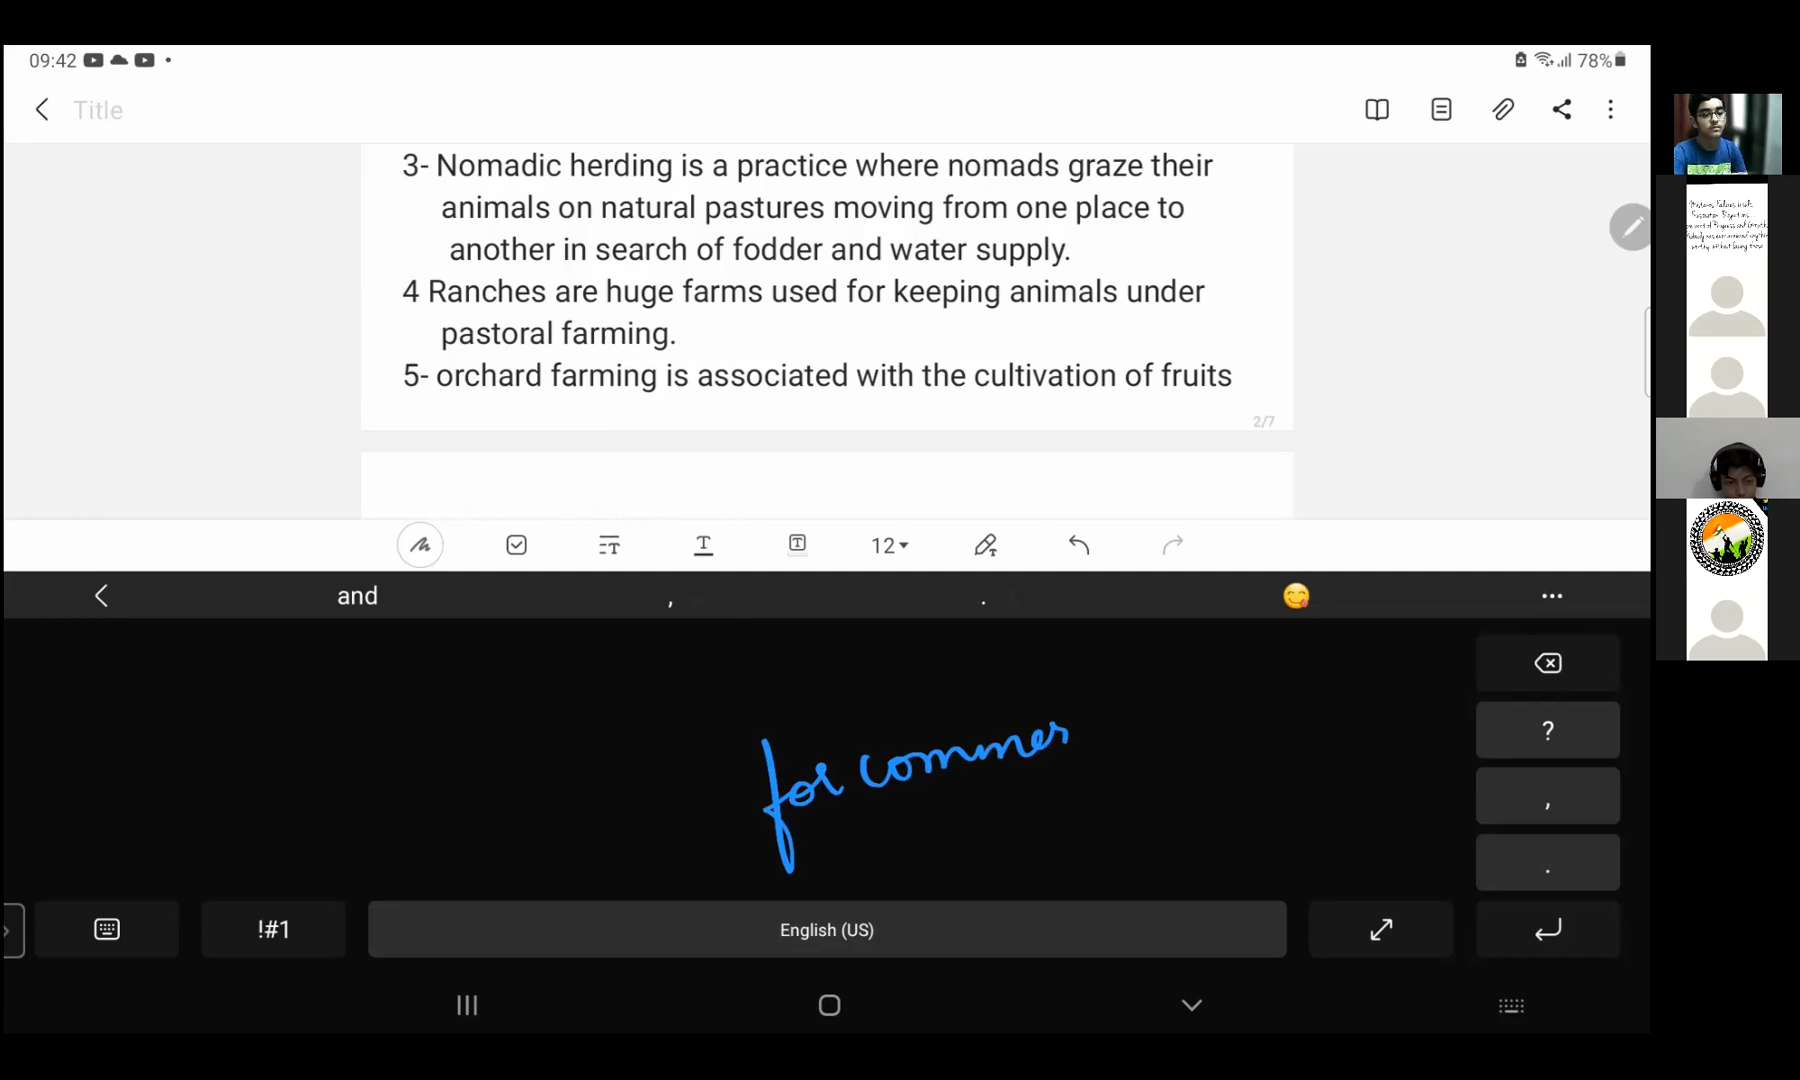 09:42
78%
Title
3- Nomadic herding is a practice where nomads graze their
animals on natural pastures moving from one place to
another in search of fodder and water supply.
4 Ranches are huge farms used for keeping animals under
pastoral farming.
5- orchard farming is associated with the cultivation of fruits
2/7
12
and , .
for commer
?
,
.
!#1
English (US)